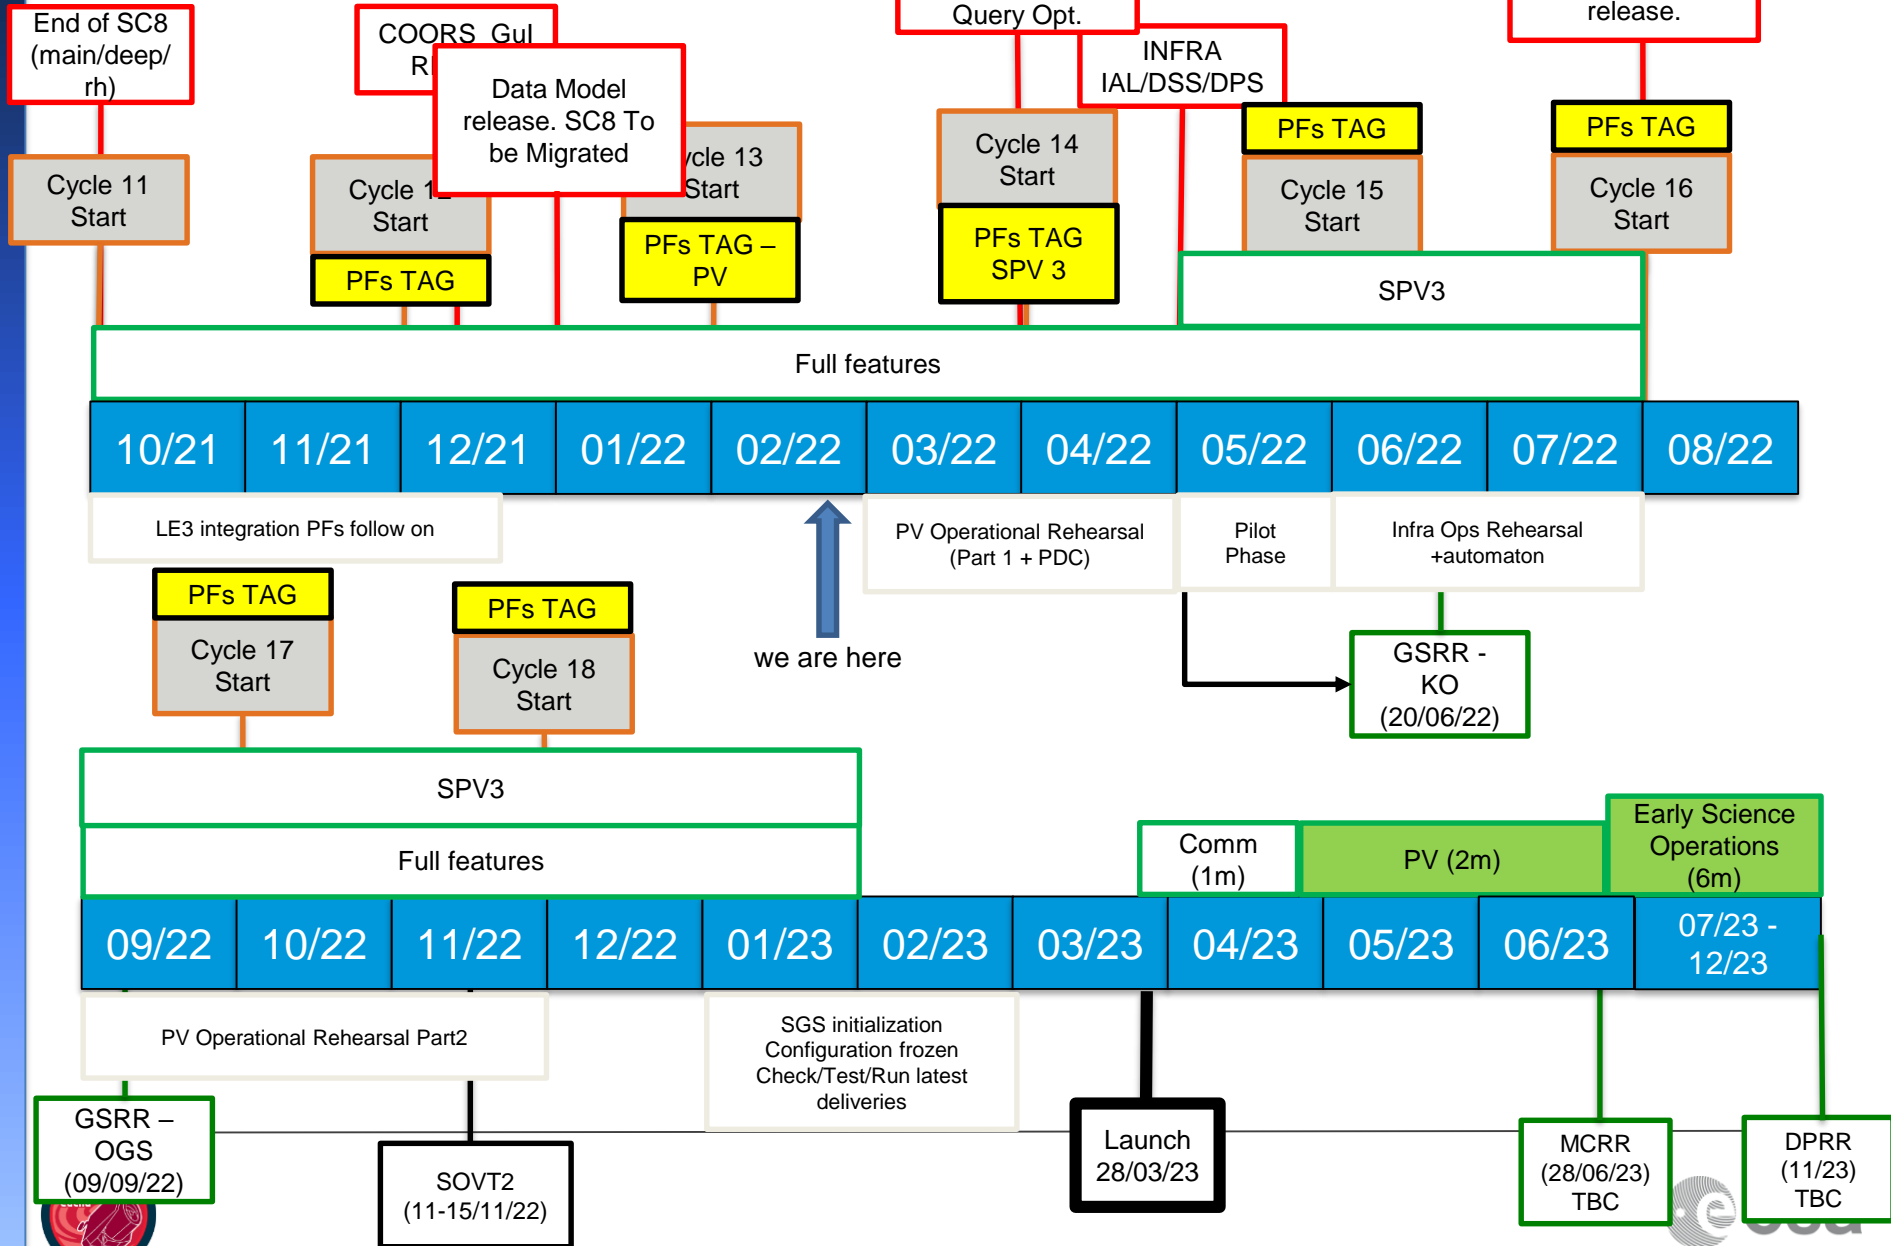 End of SC8
(main/deep/
rh)
COORS_GuI
Data Model
release. SC8 To
be Migrated
Query Opt.
INFRA
IAL/DSS/DPS
release.
Cycle 11
Start
Cycle
Start
PFs TAG
13
Start
PFs TAG –
PV
Cycle 14
Start
PFs TAG
SPV 3
PFs TAG
Cycle 15
Start
PFs TAG
Cycle 16
Start
SPV3
Full features
10/21 11/21 12/21 01/22 02/22 03/22 04/22 05/22 06/22 07/22 08/22
LE3 integration PFs follow on
we are here
PV Operational Rehearsal
(Part 1 + PDC)
Pilot
Phase
Infra Ops Rehearsal
+automaton
GSRR -
KO
(20/06/22)
PFs TAG
Cycle 17
Start
PFs TAG
Cycle 18
Start
SPV3
Full features
Comm
(1m)
PV (2m)
Early Science
Operations
(6m)
09/22 10/22 11/22 12/22 01/23 02/23 03/23 04/23 05/23 06/23 07/23 -
12/23
PV Operational Rehearsal Part2
SGS initialization
Configuration frozen
Check/Test/Run latest
deliveries
GSRR –
OGS
(09/09/22)
SOVT2
(11-15/11/22)
Launch
28/03/23
MCRR
(28/06/23)
TBC
DPRR
(11/23)
TBC